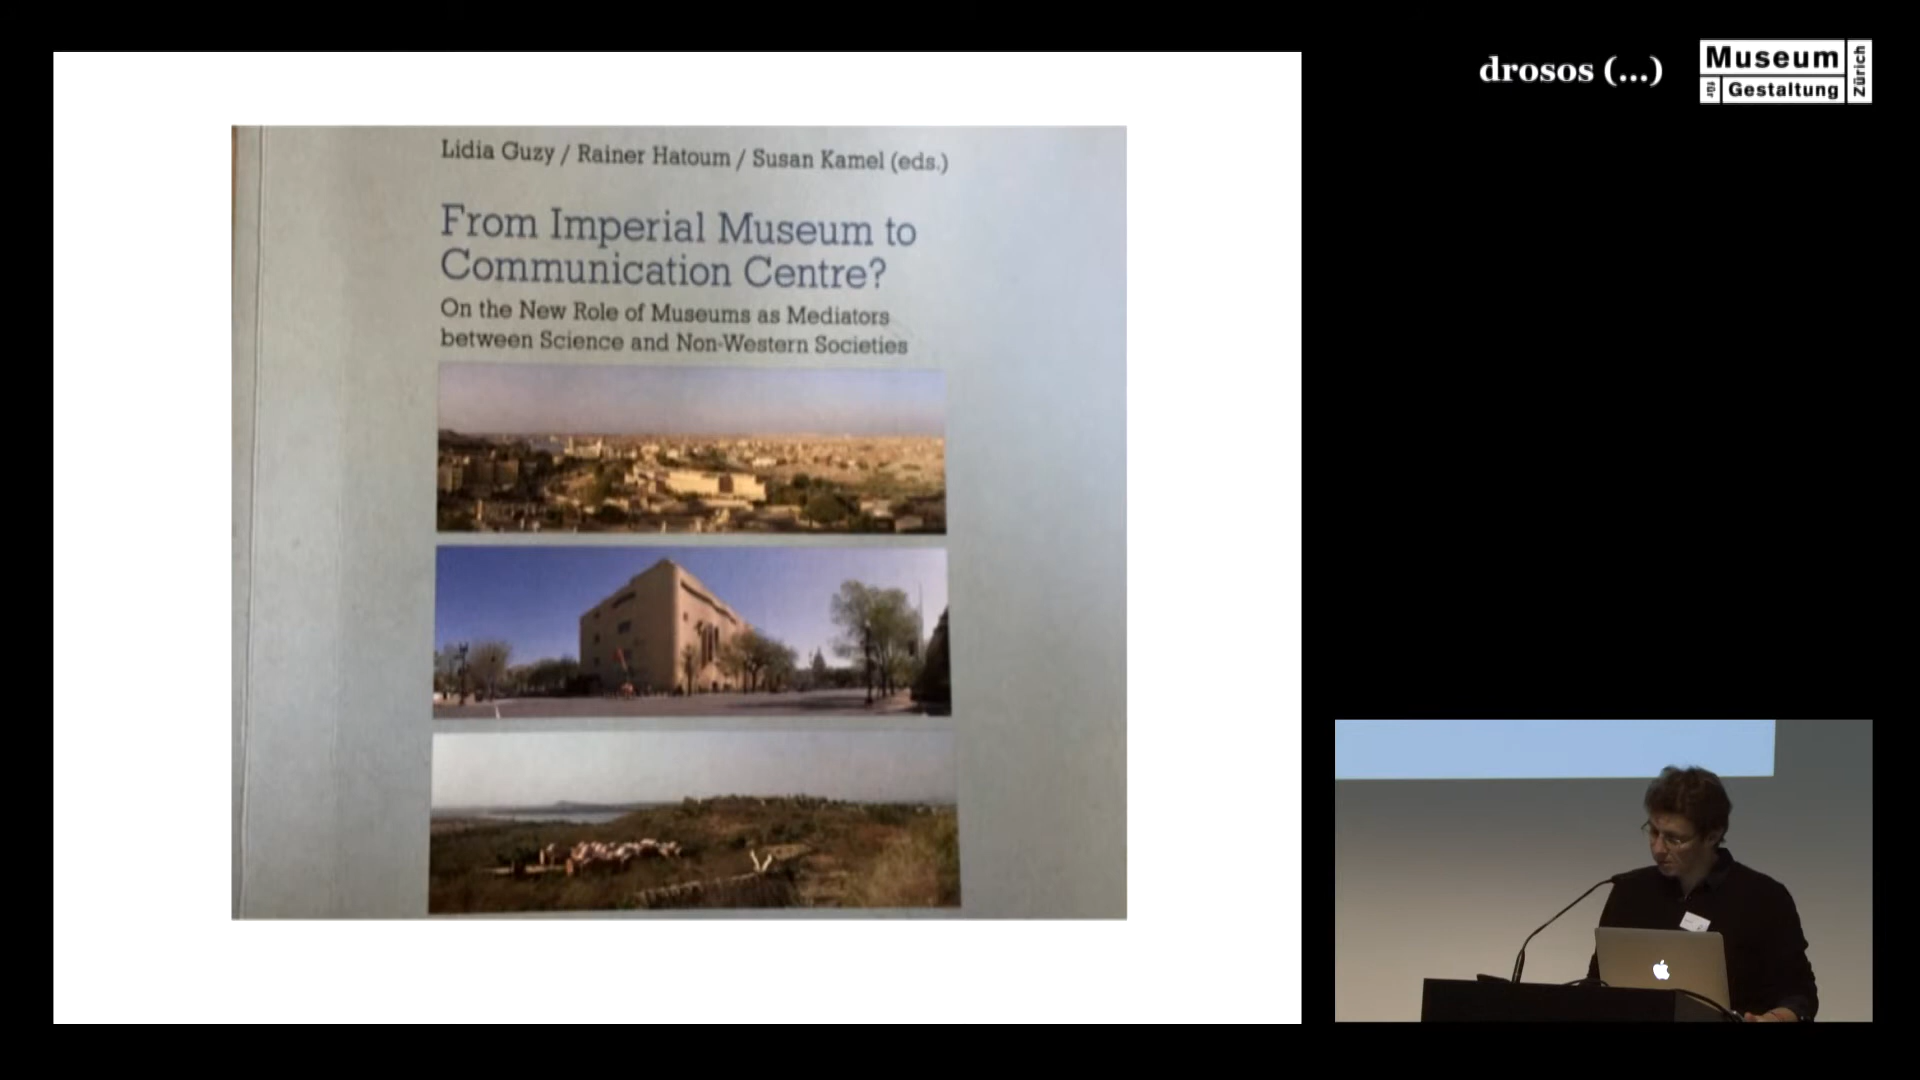 Lidia Guzy / Rainer Hatoum / Susan Kamel (eds.)
From Imperial Museum to
Communication Centre?
On the New Role of Museums as Mediators
between Science and Non-Western Societies
drosos (...)
Museum
für Gestaltung
Zürich